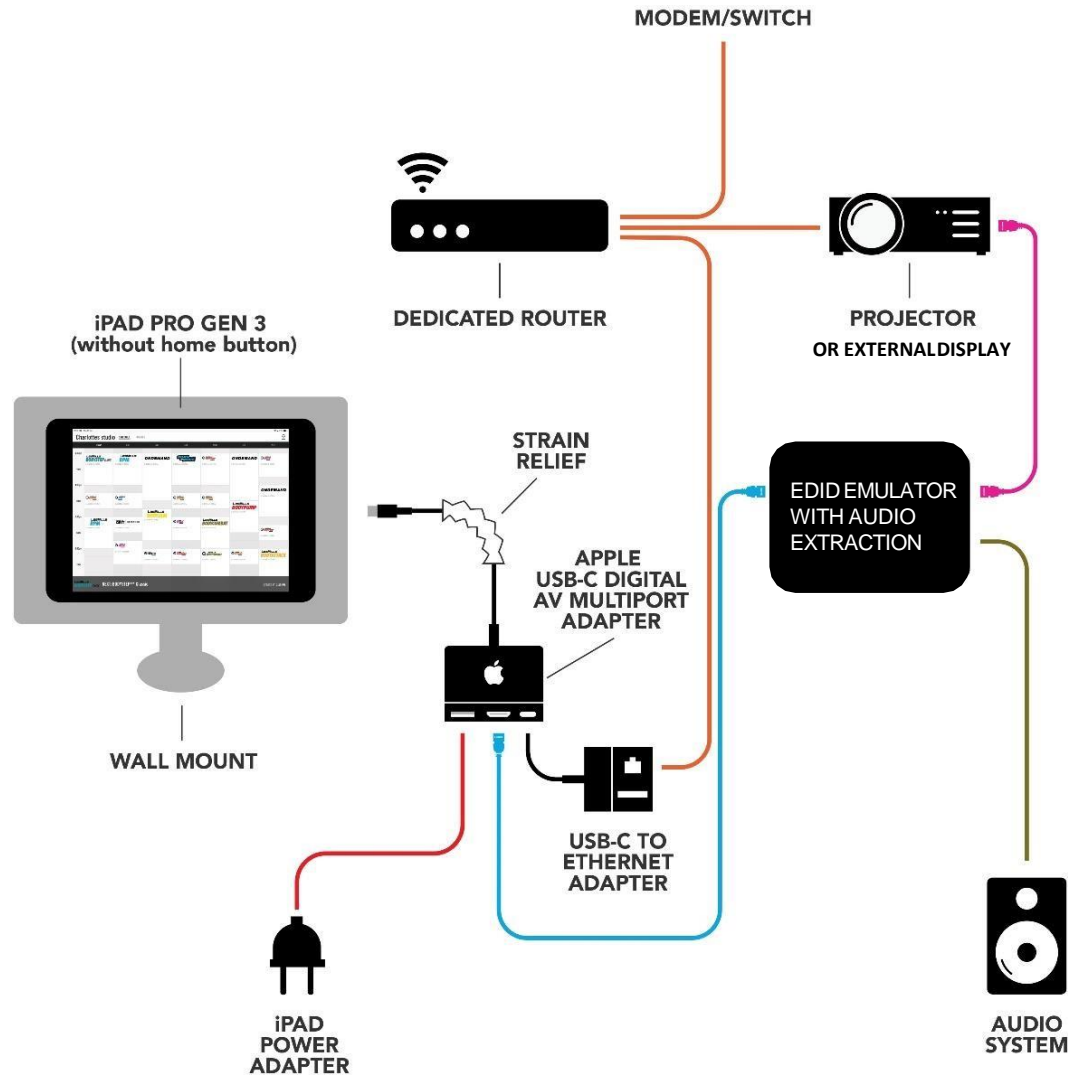 MODEM/SWITCH
DEDICATED ROUTER
PROJECTOR
OR EXTERNALDISPLAY
iPAD PRO GEN 3
(without home button)
Charlottes studio
STRAIN
RELIEF
EDID EMULATOR
WITH AUDIO
EXTRACTION
APPLE
USB-C DIGITAL
AV MULTIPORT
ADAPTER
WALL MOUNT
USB-C TO
ETHERNET
ADAPTER
iPAD
POWER
ADAPTER
AUDIO
SYSTEM